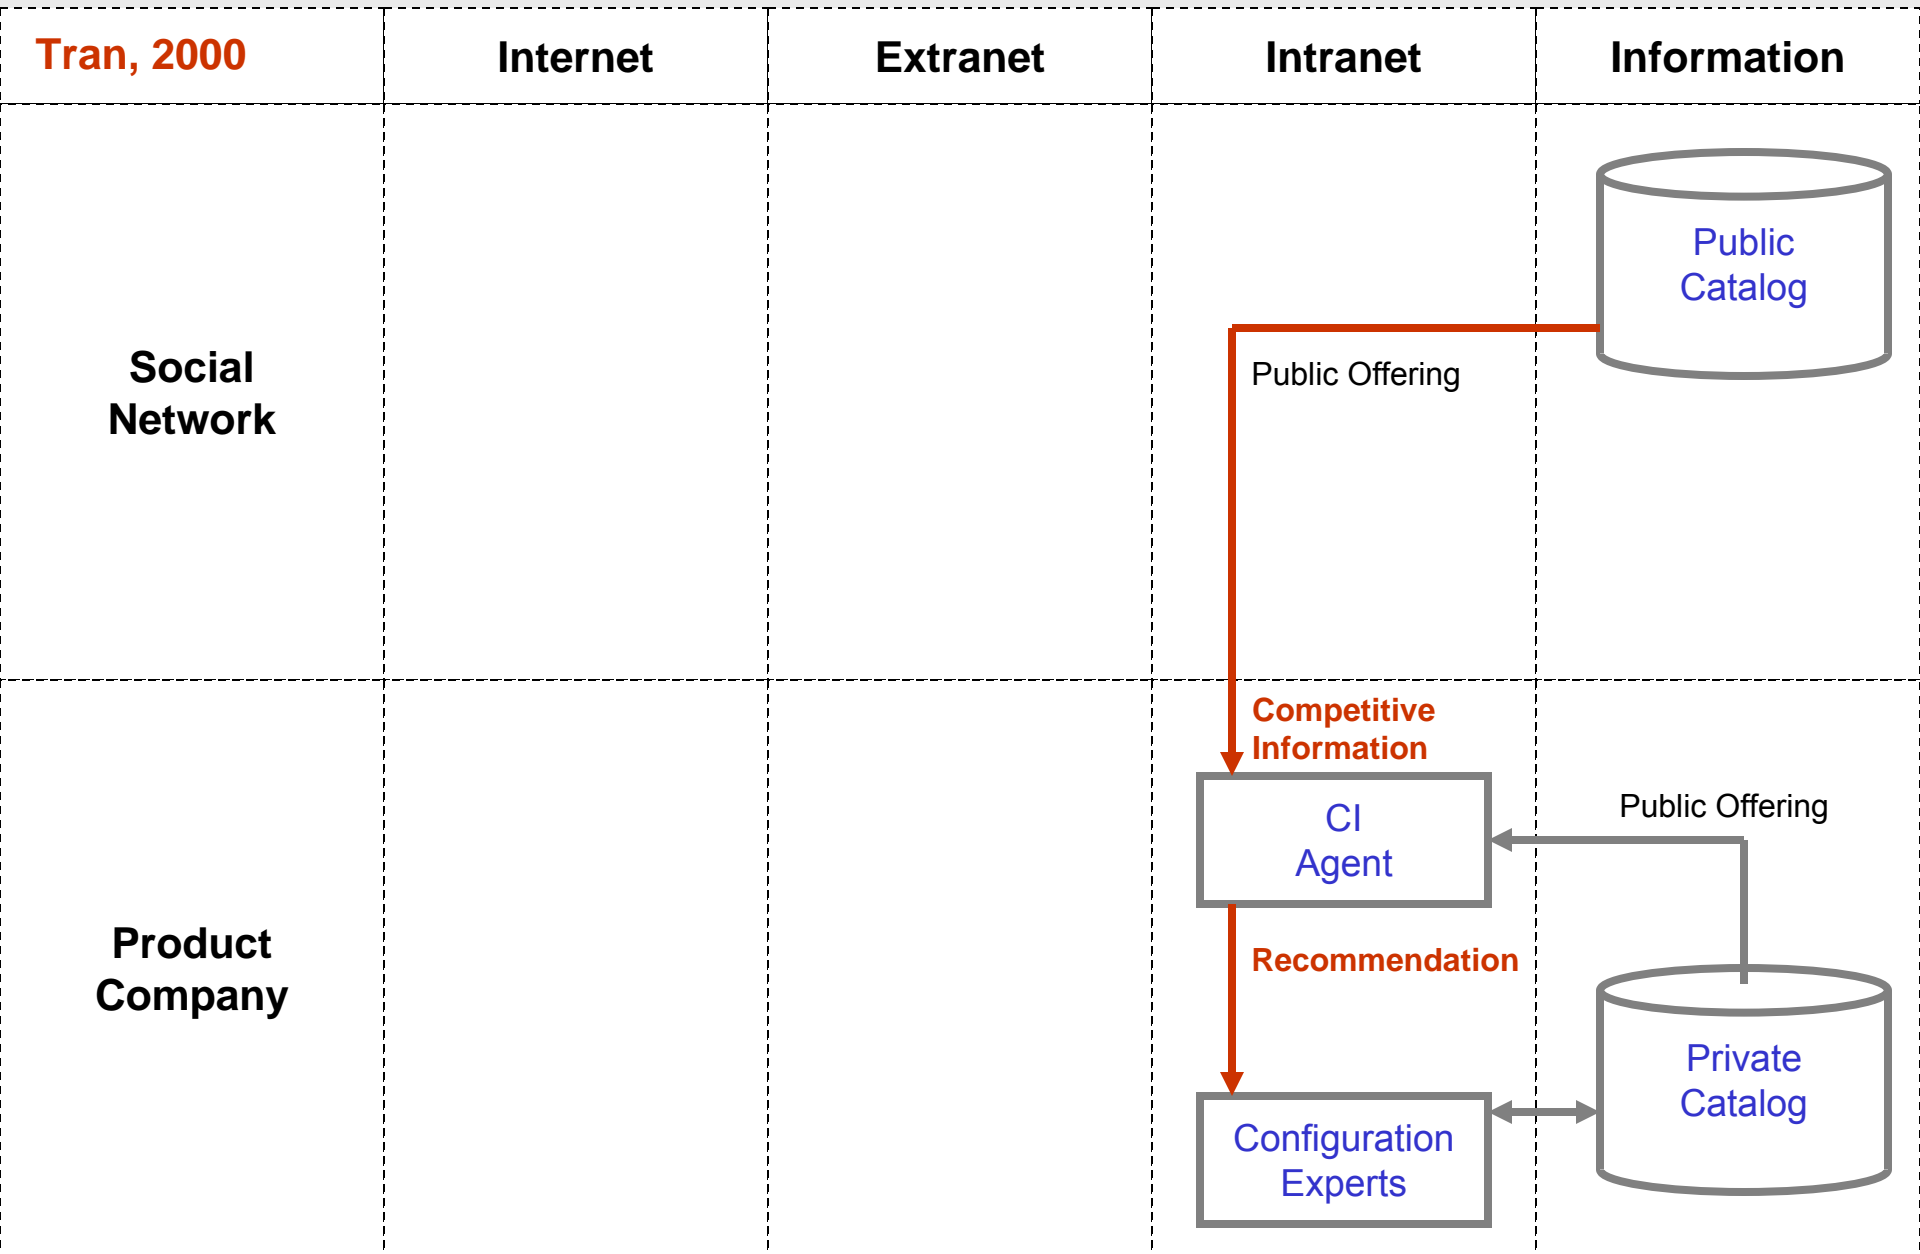 Tran, 2000
Internet
Extranet
Intranet
Information
Social
Network
Public
Catalog
Public Offering
Product
Company
Competitive
Information
CI
Agent
Public Offering
Recommendation
Private
Catalog
Configuration
Experts